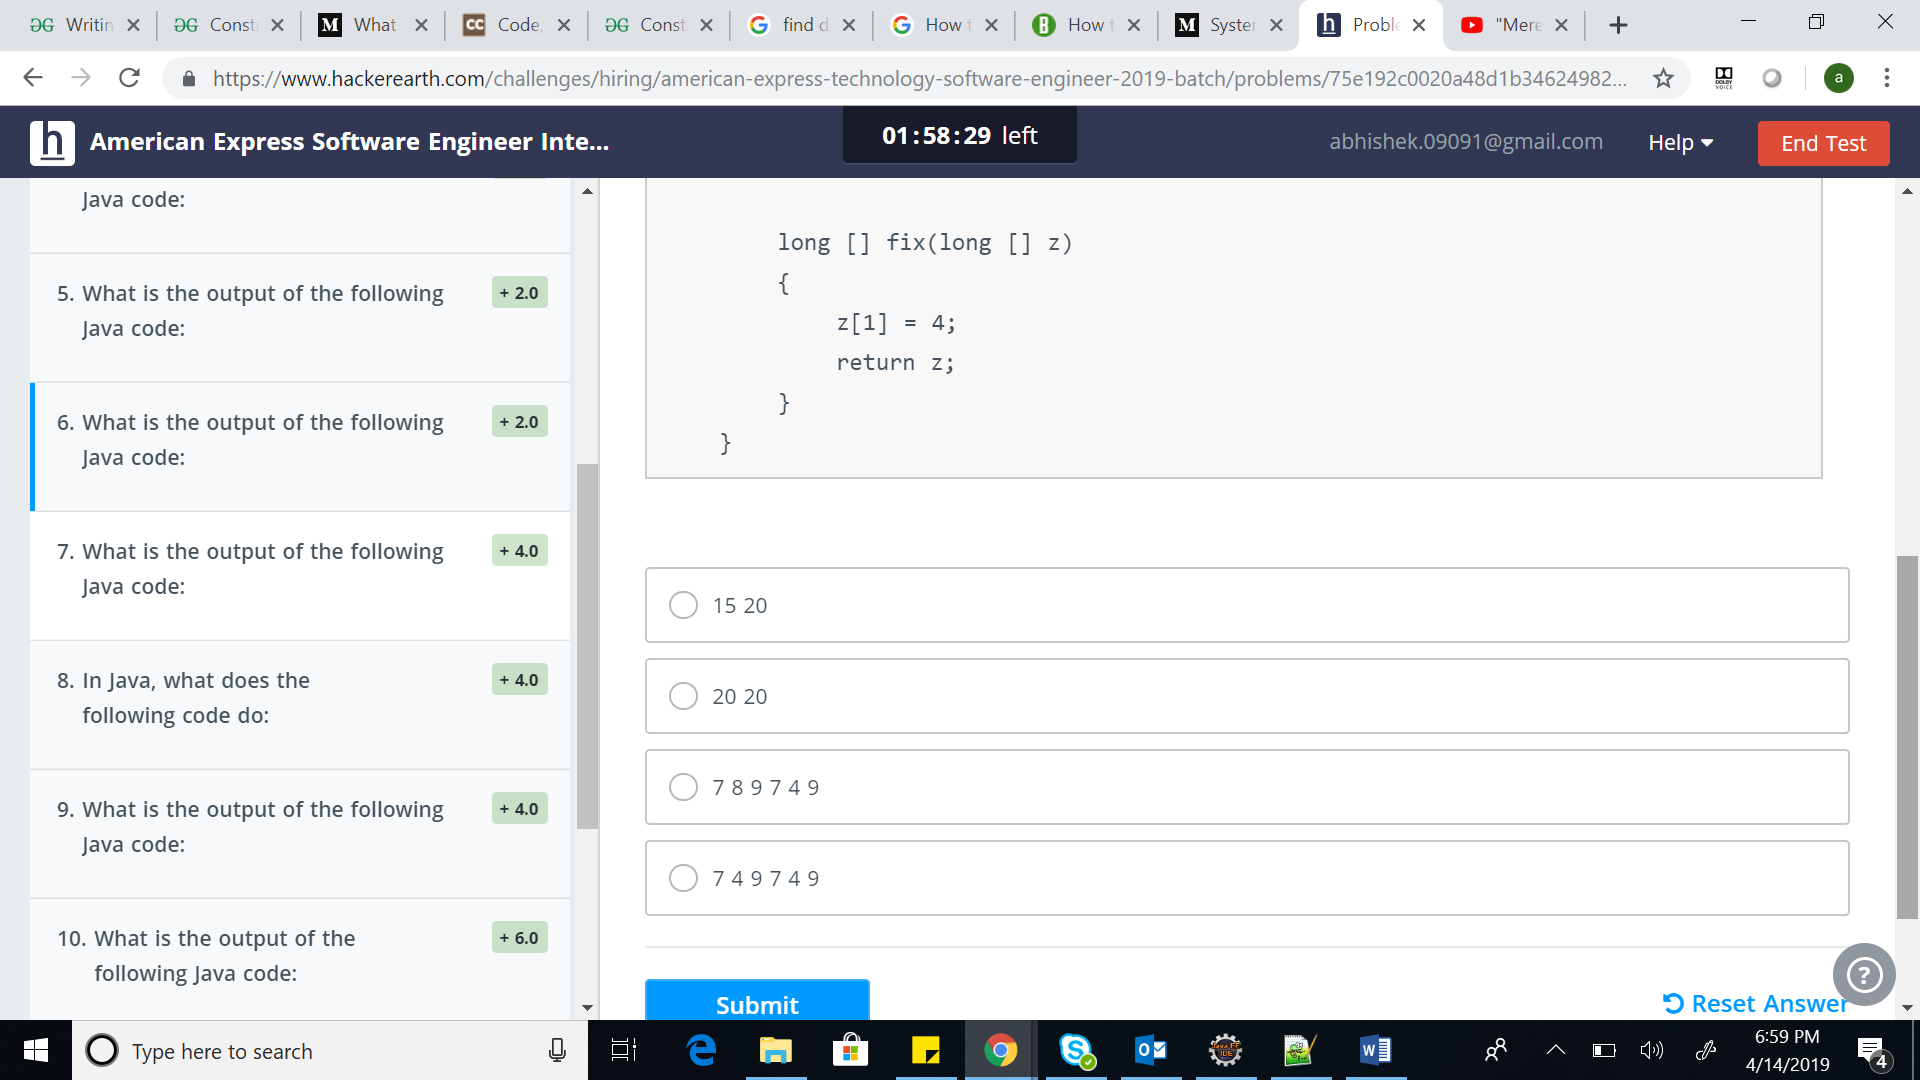 Writin
Const
What
Code,
Const
find d
How t
How t
System
Proble
"Mere
https://www.hackerearth.com/challenges/hiring/american-express-technology-software-engineer-2019-batch/problems/75e192c0020a48d1b34624982...
DOLBY
VOICE
a
h American Express Software Engineer Inte...
01:58:29 left
abhishek.09091@gmail.com
Help
End Test
Java code:
5. What is the output of the following
Java code:
+ 2.0
6. What is the output of the following
Java code:
+ 2.0
7. What is the output of the following
Java code:
+ 4.0
8. In Java, what does the
following code do:
+ 4.0
9. What is the output of the following
Java code:
+ 4.0
10. What is the output of the
following Java code:
+ 6.0
long [] fix(long [] z)
{
z[1] = 4;
return z;
}
}
15 20
20 20
7 8 9 7 4 9
7 4 9 7 4 9
Submit
Reset Answer
?
Type here to search
6:59 PM
4/14/2019
4